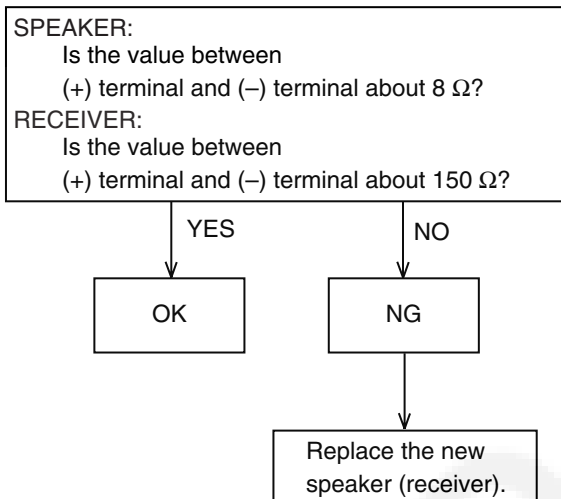 SPEAKER:
Is the value between
(+) terminal and (–) terminal about 8 Ω?
RECEIVER:
Is the value between
(+) terminal and (–) terminal about 150 Ω?
YES
NO
OK
NG
Replace the new
speaker (receiver).